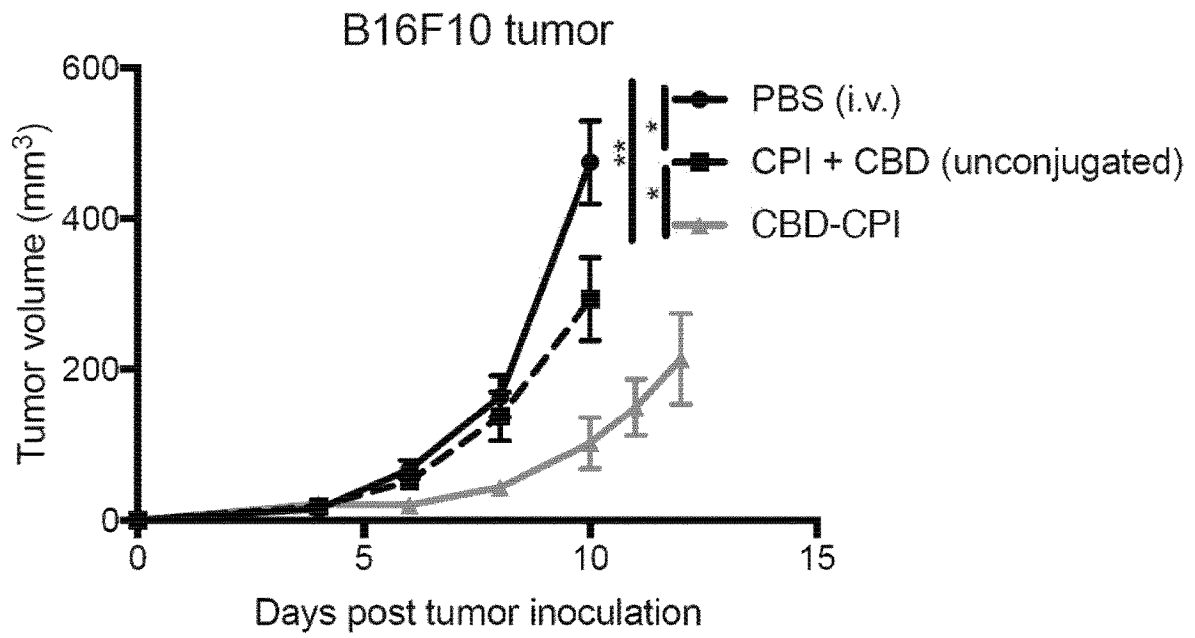 B16F10 tumor
600
400
200
0
Tumor volume (mm³)
0
5
10
15
Days post tumor inoculation
**
*
*
PBS (i.v.)
CPI + CBD (unconjugated)
CBD-CPI